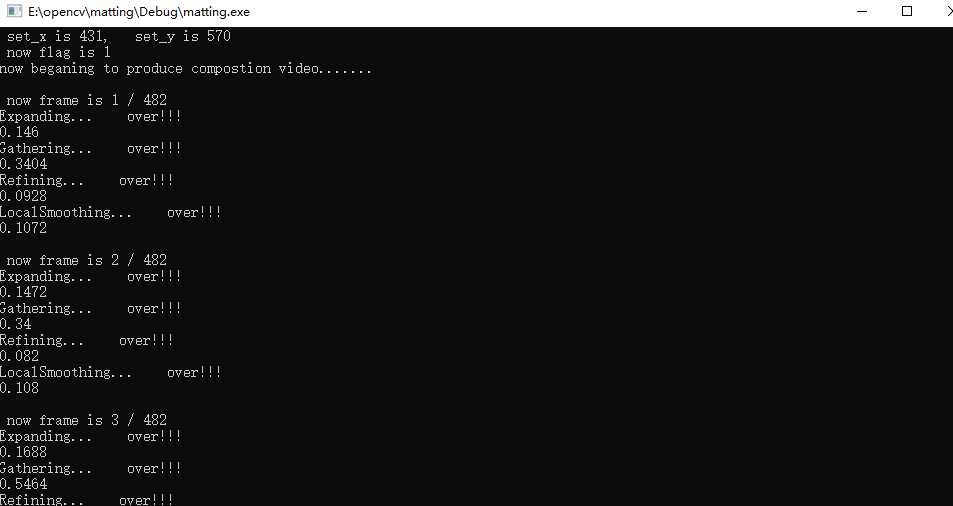 E:\opencv\matting\Debug\matting.exe
set_x is 431,   set_y is 570
now flag is 1
now beganing to produce compostion video.......
now frame is 1 / 482
Expanding...    over!!!
0.146
Gathering...    over!!!
0.3404
Refining...    over!!!
0.0928
LocalSmoothing...    over!!!
0.1072
now frame is 2 / 482
Expanding...    over!!!
0.1472
Gathering...    over!!!
0.34
Refining...    over!!!
0.082
LocalSmoothing...    over!!!
0.108
now frame is 3 / 482
Expanding...    over!!!
0.1688
Gathering...    over!!!
0.5464
Refining...    over!!!